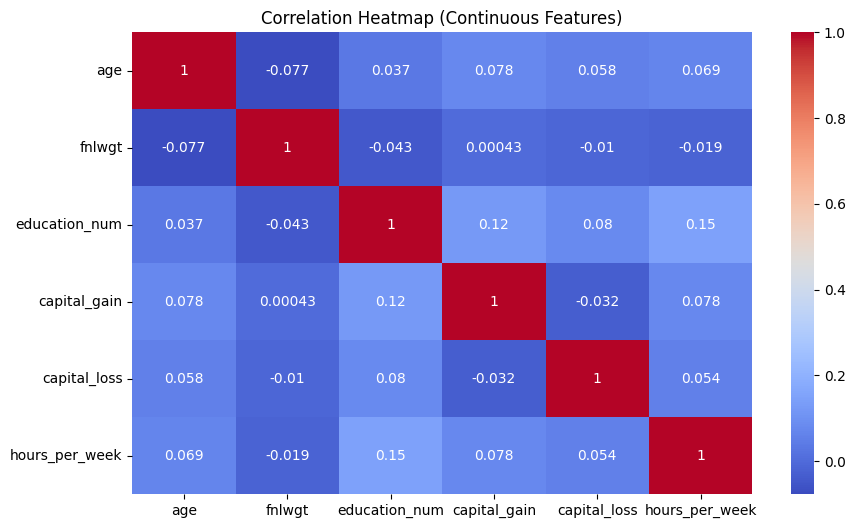 Correlation Heatmap (Continuous Features)
age 1 -0.077 0.037 0.078 0.058 0.069
fnlwgt -0.077 1 -0.043 0.00043 -0.01 -0.019
education_num 0.037 -0.043 1 0.12 0.08 0.15
capital_gain 0.078 0.00043 0.12 1 -0.032 0.078
capital_loss 0.058 -0.01 0.08 -0.032 1 0.054
hours_per_week 0.069 -0.019 0.15 0.078 0.054 1
age fnlwgt education_num capital_gain capital_loss hours_per_week
1.0
0.8
0.6
0.4
0.2
0.0